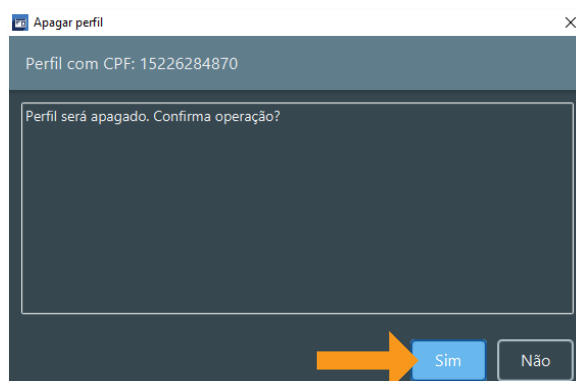 Apagar perfil
Perfil com CPF: 15226284870
Perfil será apagado. Confirma operação?
Sim
Não